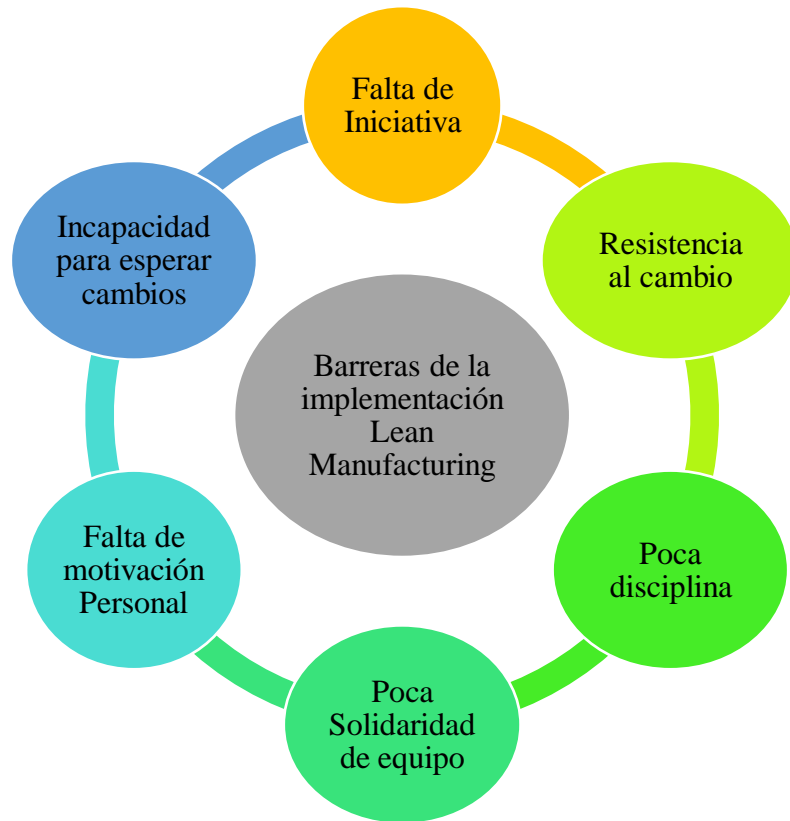 Falta de
Iniciativa
Resistencia
al cambio
Poca
disciplina
Poca
Solidaridad
de equipo
Falta de
motivación
Personal
Incapacidad
para esperar
cambios
Barreras de la
implementación
Lean
Manufacturing